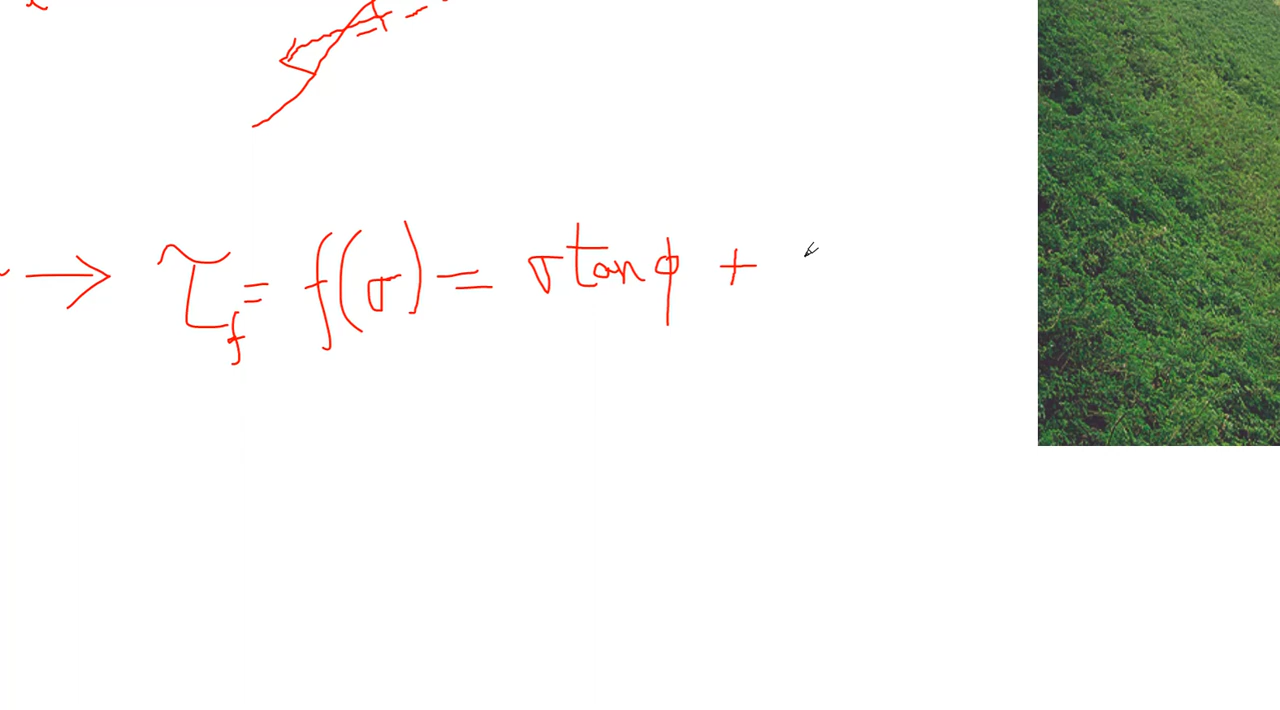 → τ_f = f(σ) = σ tan ϕ +